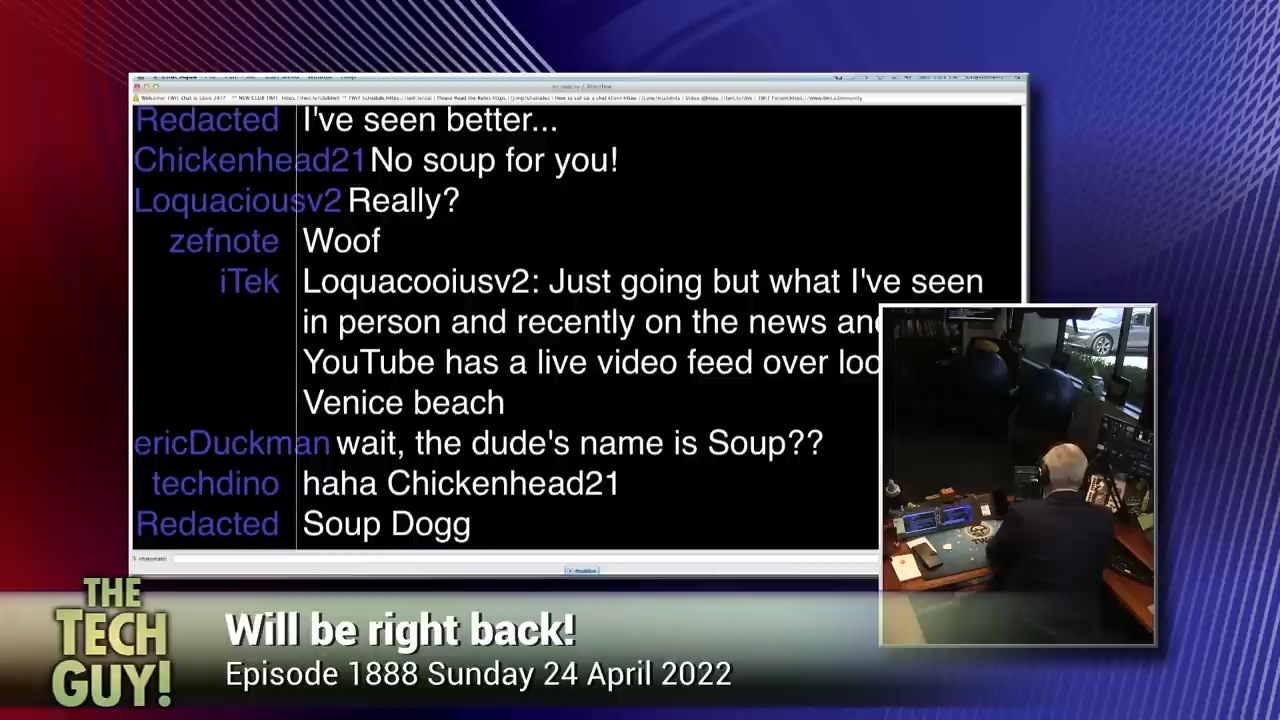 Redacted I've seen better...
Chickenhead21 No soup for you!
Loquaciousv2 Really?
zefnote Woof
iTek Loquacooiusv2: Just going but what I've seen
in person and recently on the news and
YouTube has a live video feed over loo
Venice beach
ericDuckman wait, the dude's name is Soup??
techdino haha Chickenhead21
Redacted Soup Dogg
THE
TECH
GUY!
Will be right back!
Episode 1888 Sunday 24 April 2022